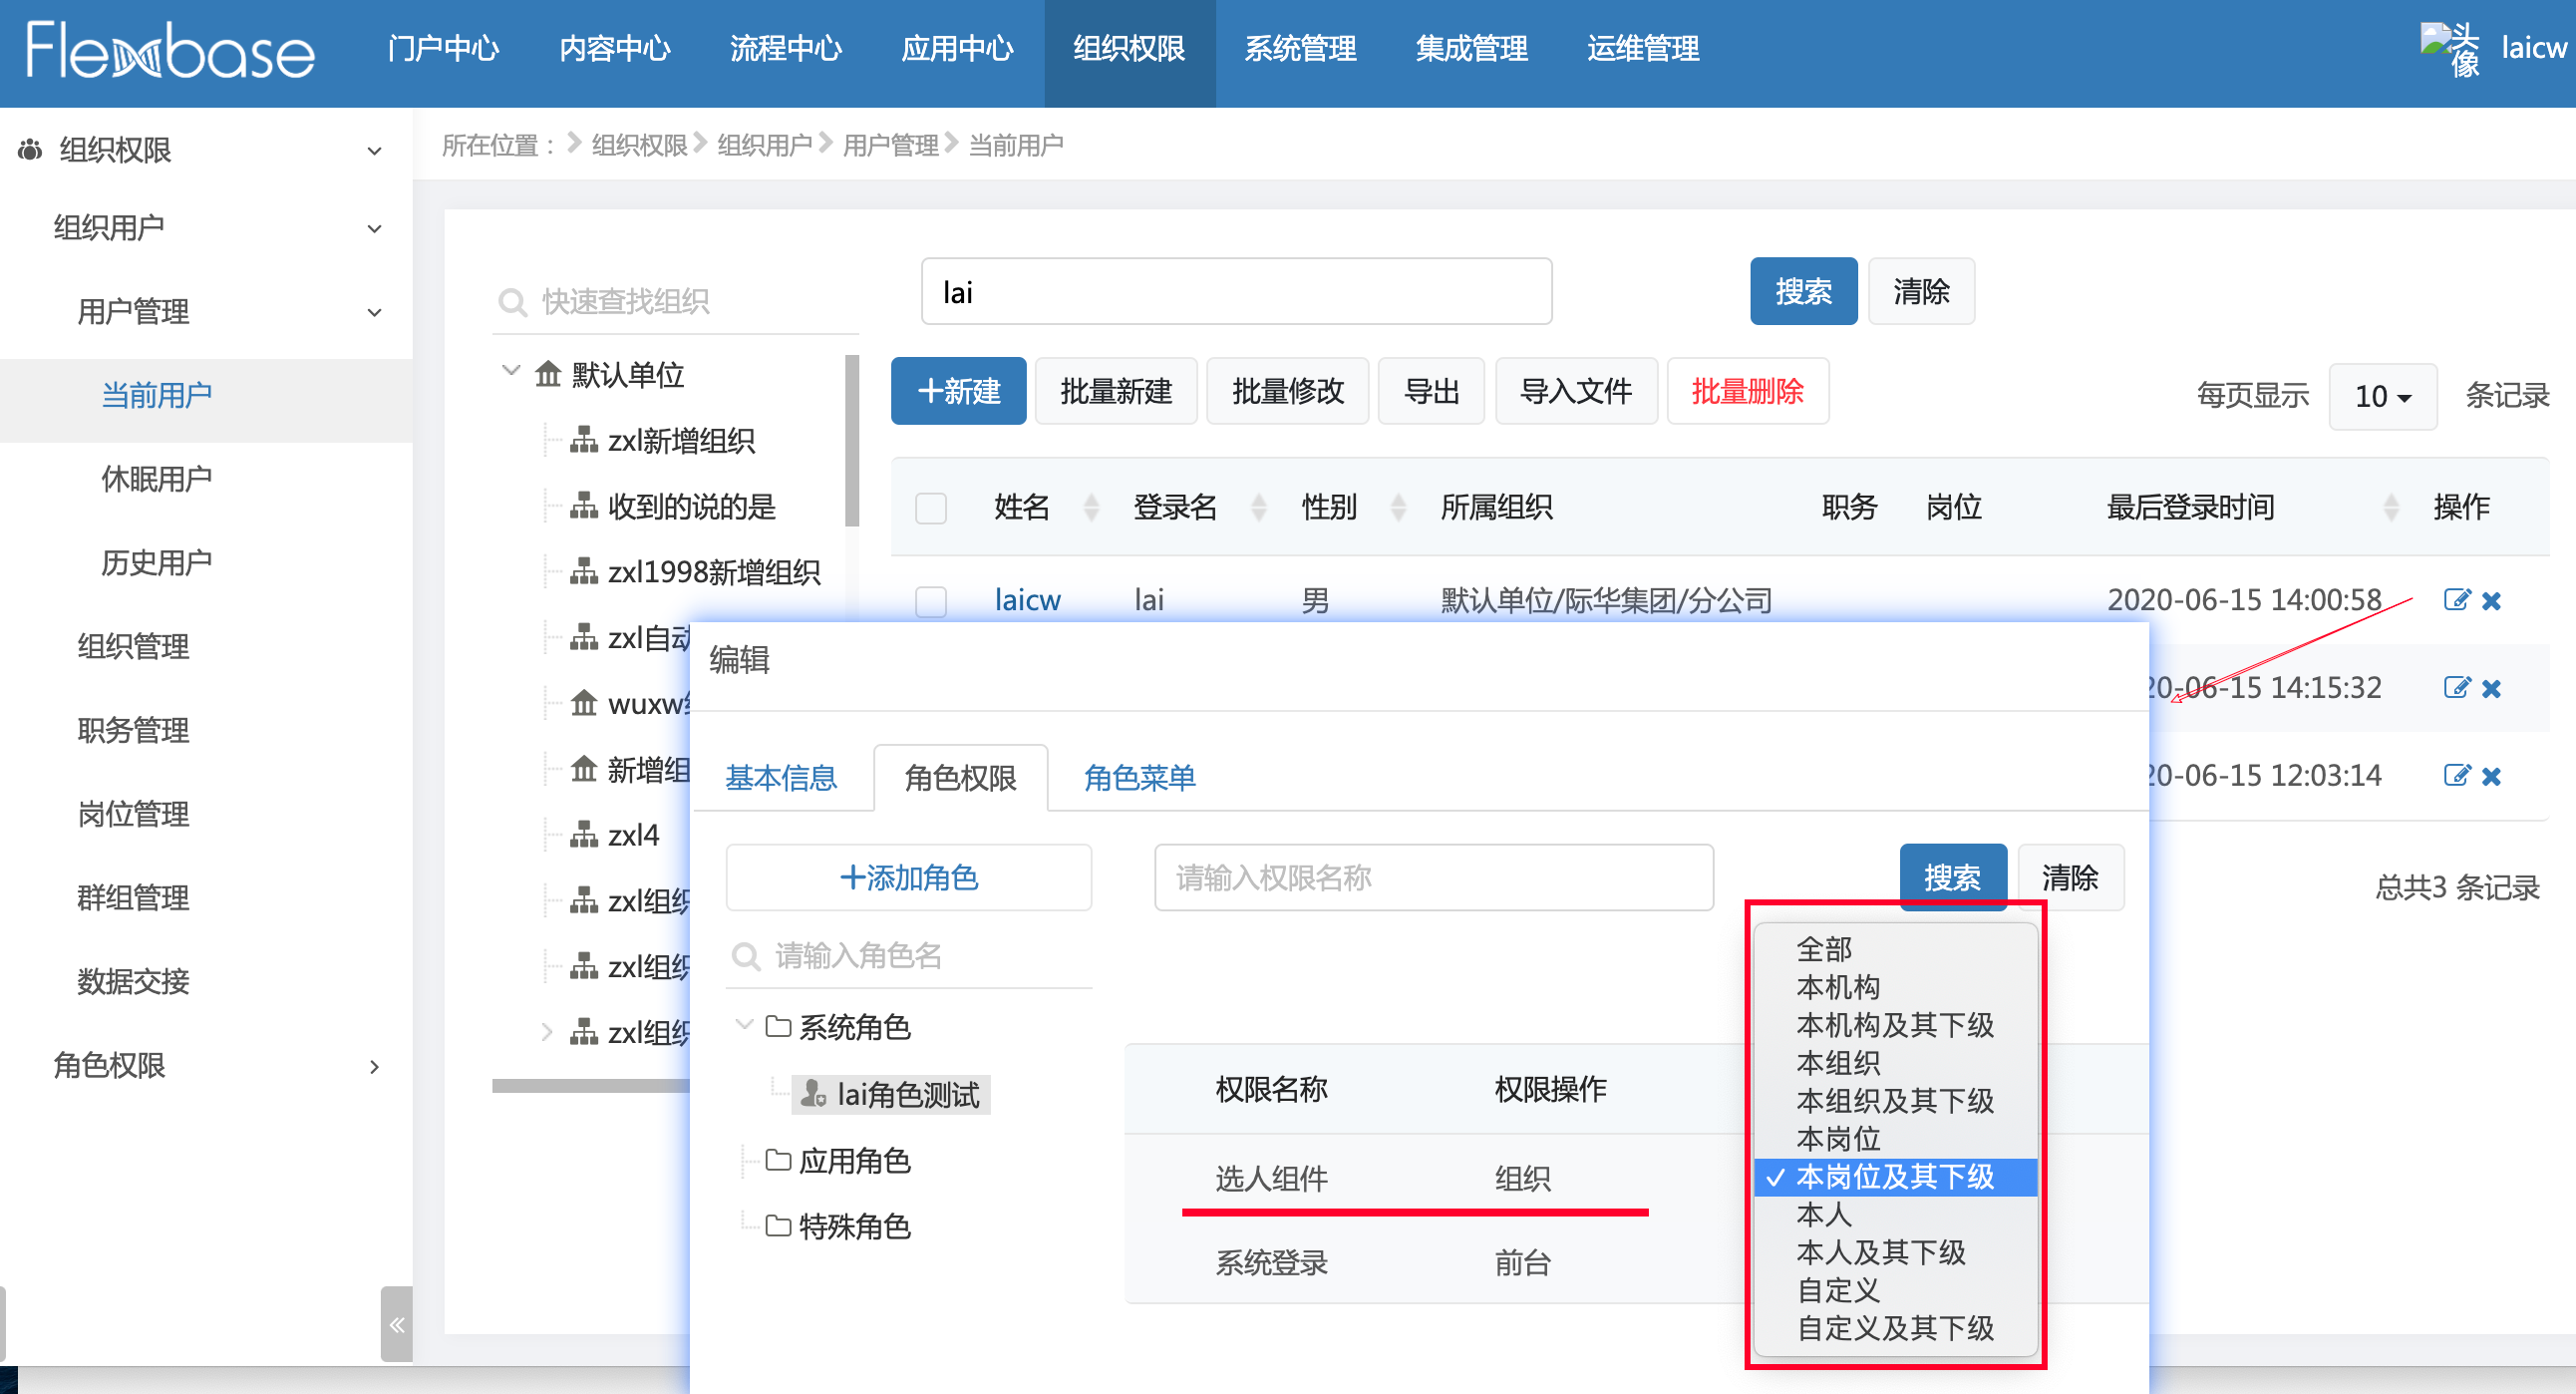 Flexbase 门户中心 内容中心 流程中心 应用中心 组织权限 系统管理 集成管理 运维管理 头像 laicw
组织权限
组织用户
用户管理
当前用户
休眠用户
历史用户
组织管理
职务管理
岗位管理
群组管理
数据交接
角色权限
所在位置： 组织权限 组织用户 用户管理 当前用户
快速查找组织
默认单位
zxl新增组织
收到的说的是
zxl1998新增组织
zxl自动
wuxw
新增组
zxl4
zxl组织
zxl组织
zxl组织
lai 搜索 清除
+新建 批量新建 批量修改 导出 导入文件 批量删除 每页显示 10 条记录
姓名 登录名 性别 所属组织 职务 岗位 最后登录时间 操作
laicw lai 男 默认单位/际华集团/分公司 2020-06-15 14:00:58
20-06-15 14:15:32
20-06-15 12:03:14
总共3 条记录
编辑
基本信息 角色权限 角色菜单
+添加角色 请输入权限名称 搜索 清除
请输入角色名
系统角色
lai角色测试
应用角色
特殊角色
权限名称 权限操作
选人组件 组织
系统登录 前台
全部
本机构
本机构及其下级
本组织
本组织及其下级
本岗位
✓ 本岗位及其下级
本人
本人及其下级
自定义
自定义及其下级